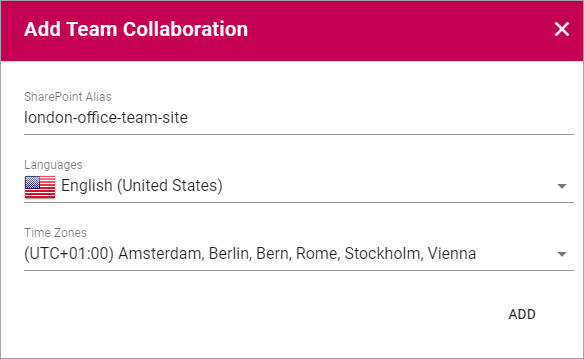 Add Team Collaboration
SharePoint Alias
london-office-team-site
Languages
English (United States)
Time Zones
(UTC+01:00) Amsterdam, Berlin, Bern, Rome, Stockholm, Vienna
ADD